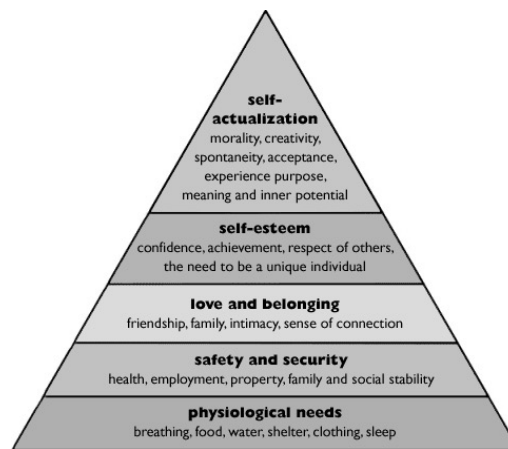 self-
actualization
morality, creativity,
spontaneity, acceptance,
experience purpose,
meaning and inner potential
self-esteem
confidence, achievement, respect of others,
the need to be a unique individual
love and belonging
friendship, family, intimacy, sense of connection
safety and security
health, employment, property, family and social stability
physiological needs
breathing, food, water, shelter, clothing, sleep